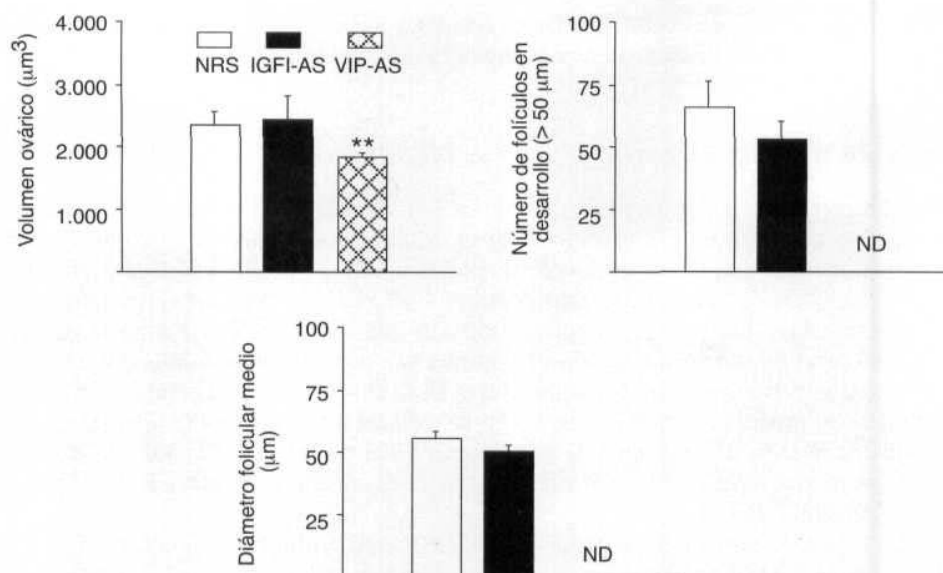 Volumen ovárico (μm³)
4.000
3.000
2.000
1.000
NRS IGFI-AS VIP-AS
**
Número de folículos en
desarrollo (> 50 μm)
100
75
50
25
ND
Diámetro folicular medio
(μm)
100
75
50
25
ND